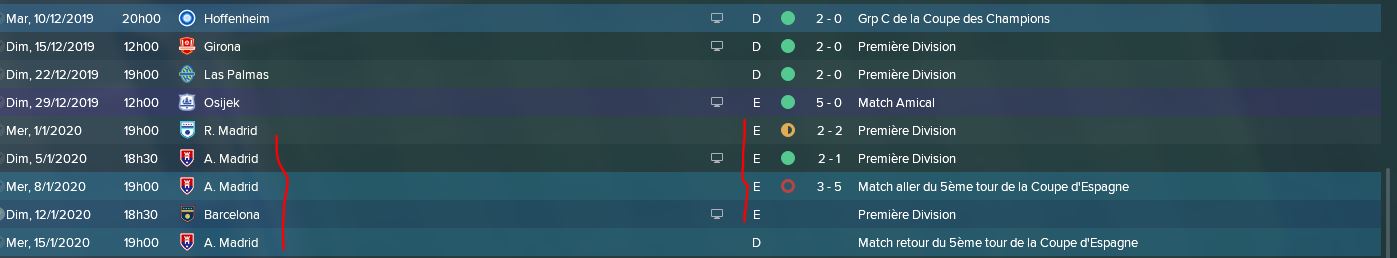 Mar, 10/12/2019 20h00 Hoffenheim D 2 - 0 Grp C de la Coupe des Champions
Dim, 15/12/2019 12h00 Girona D 2 - 0 Première Division
Dim, 22/12/2019 19h00 Las Palmas D 2 - 0 Première Division
Dim, 29/12/2019 12h00 Osijek E 5 - 0 Match Amical
Mer, 1/1/2020 19h00 R. Madrid E 2 - 2 Première Division
Dim, 5/1/2020 18h30 A. Madrid E 2 - 1 Première Division
Mer, 8/1/2020 19h00 A. Madrid E 3 - 5 Match aller du 5ème tour de la Coupe d'Espagne
Dim, 12/1/2020 18h30 Barcelona E Première Division
Mer, 15/1/2020 19h00 A. Madrid D Match retour du 5ème tour de la Coupe d'Espagne